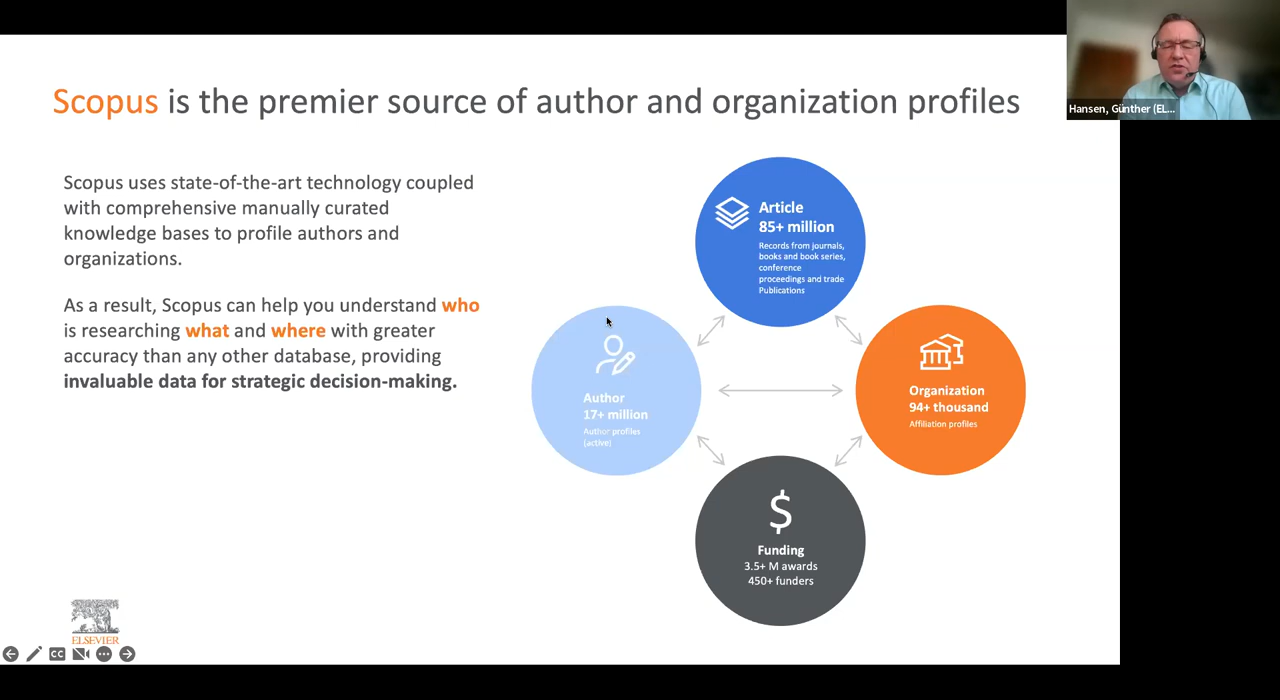 Hansen, Günther (EL...
Scopus is the premier source of author and organization profiles
Scopus uses state-of-the-art technology coupled
with comprehensive manually curated
knowledge bases to profile authors and
organizations.
As a result, Scopus can help you understand who
is researching what and where with greater
accuracy than any other database, providing
invaluable data for strategic decision-making.
Article
85+ million
Records from journals,
books and book series,
conference
proceedings and trade
Publications
Author
17+ million
Author profiles
(active)
Organization
94+ thousand
Affiliation profiles
$
Funding
3.5+ M awards
450+ funders
ELSEVIER
CC